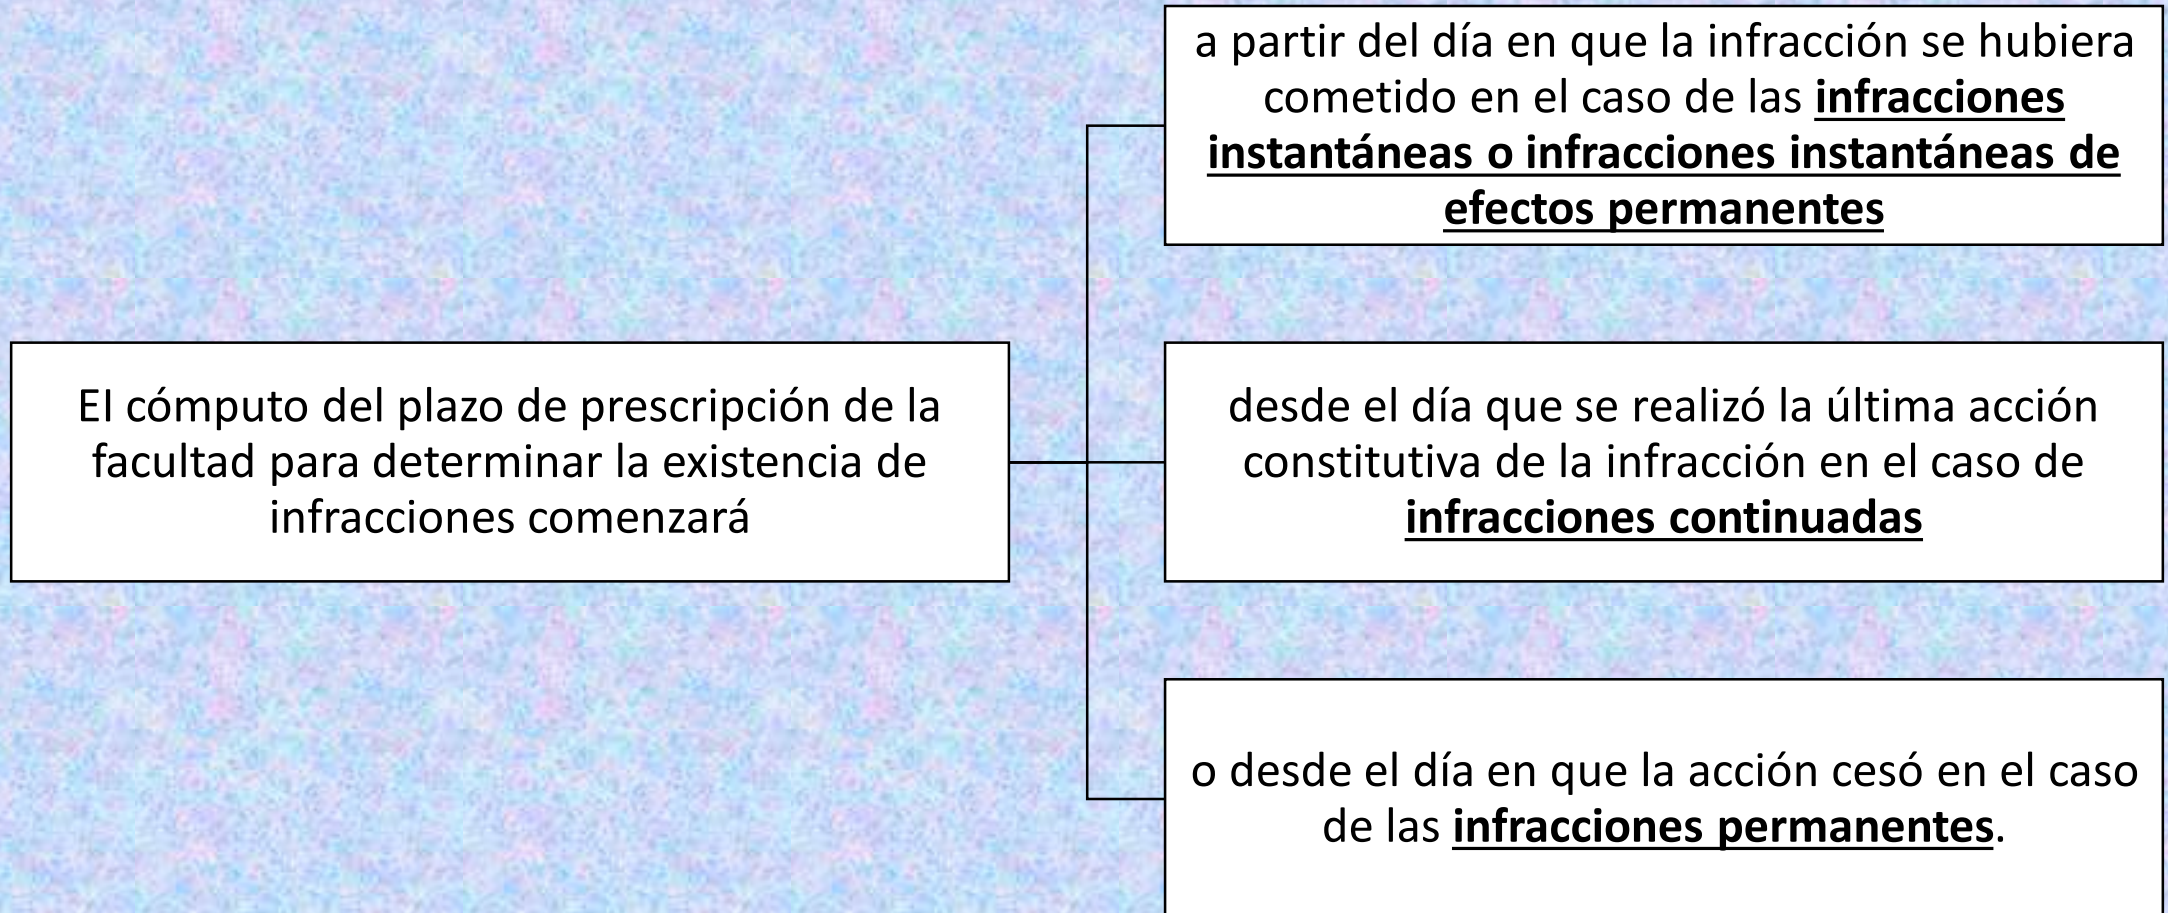 a partir del día en que la infracción se hubiera
cometido en el caso de las infracciones
instantáneas o infracciones instantáneas de
efectos permanentes
El cómputo del plazo de prescripción de la
facultad para determinar la existencia de
infracciones comenzará
desde el día que se realizó la última acción
constitutiva de la infracción en el caso de
infracciones continuadas
o desde el día en que la acción cesó en el caso
de las infracciones permanentes.